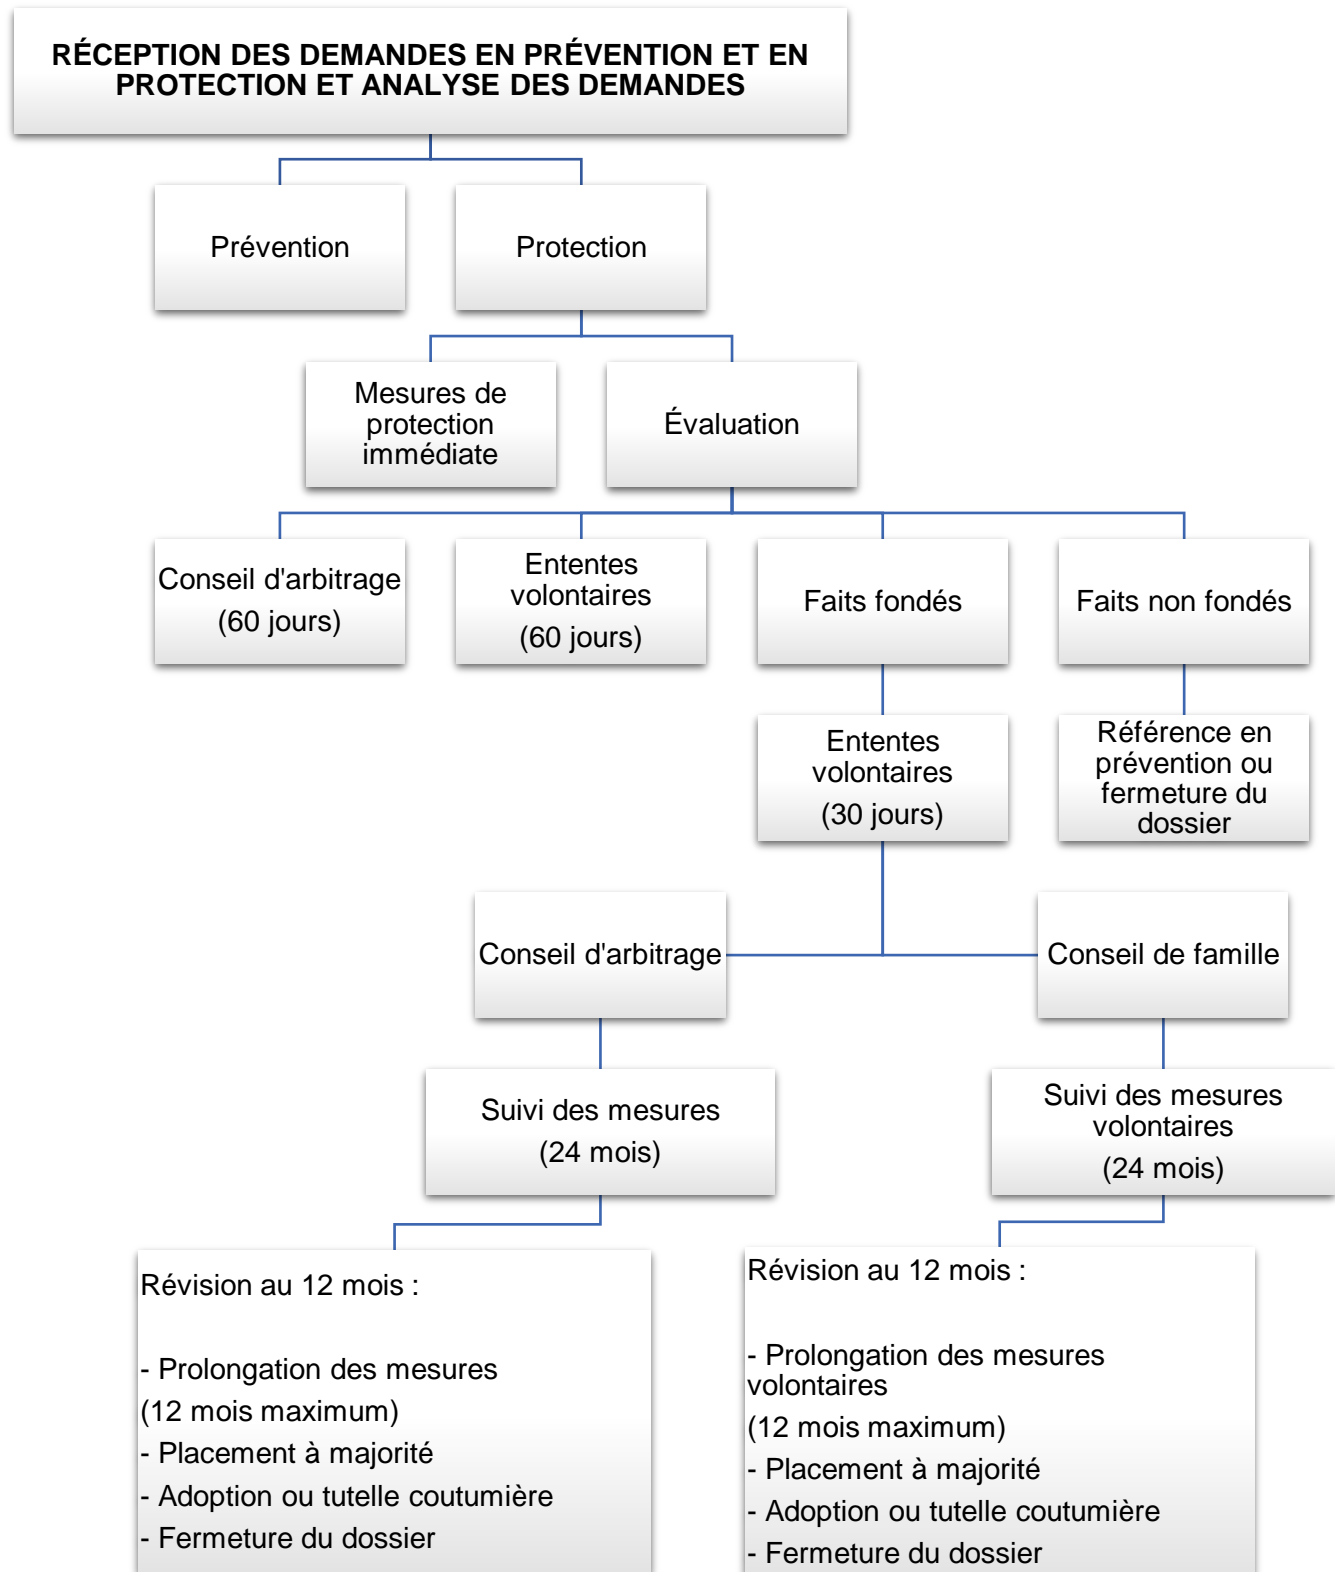 RÉCEPTION DES DEMANDES EN PRÉVENTION ET EN
PROTECTION ET ANALYSE DES DEMANDES
Prévention
Protection
Mesures de
protection
immédiate
Évaluation
Conseil d'arbitrage
(60 jours)
Ententes
volontaires
(60 jours)
Faits fondés
Faits non fondés
Ententes
volontaires
(30 jours)
Référence en
prévention ou
fermeture du
dossier
Conseil d'arbitrage
Conseil de famille
Suivi des mesures
(24 mois)
Suivi des mesures
volontaires
(24 mois)
Révision au 12 mois :
- Prolongation des mesures
(12 mois maximum)
- Placement à majorité
- Adoption ou tutelle coutumière
- Fermeture du dossier
Révision au 12 mois :
- Prolongation des mesures
volontaires
(12 mois maximum)
- Placement à majorité
- Adoption ou tutelle coutumière
- Fermeture du dossier